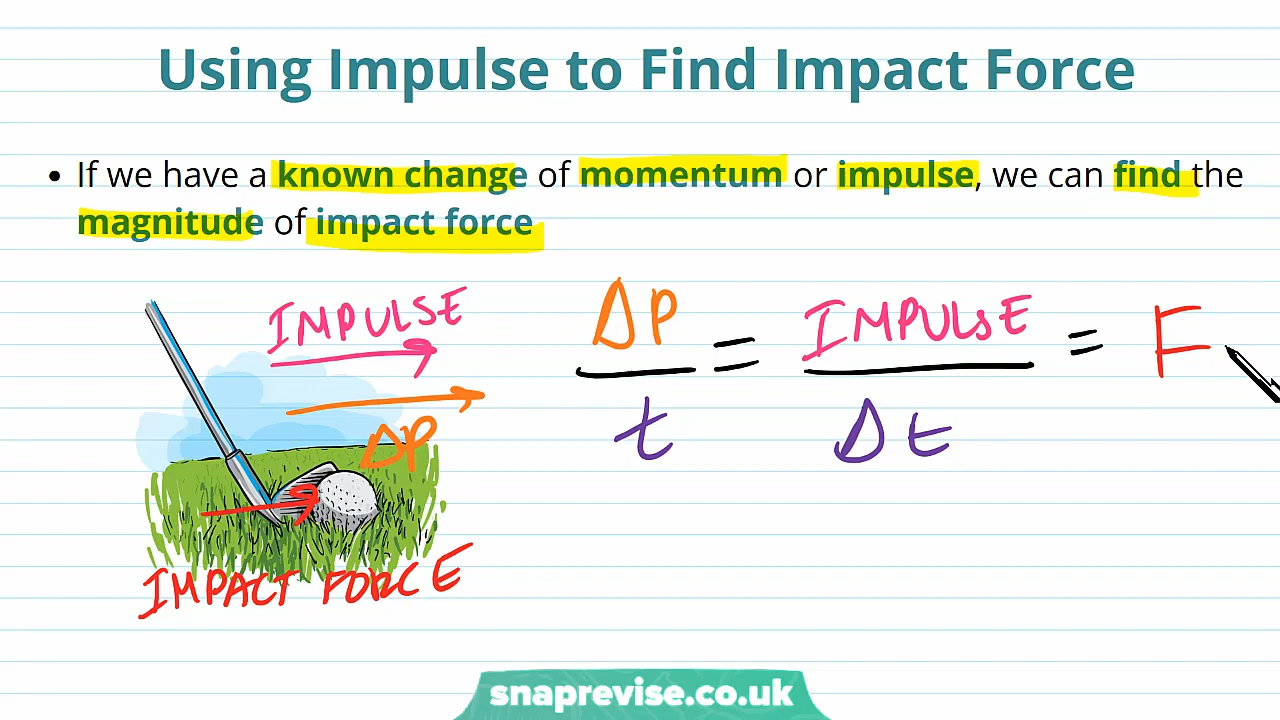 Using Impulse to Find Impact Force
• If we have a known change of momentum or impulse, we can find the
magnitude of impact force
IMPULSE
Δp
IMPACT FORCE
Δp / t = IMPULSE / Δt = F
snaprevise.co.uk